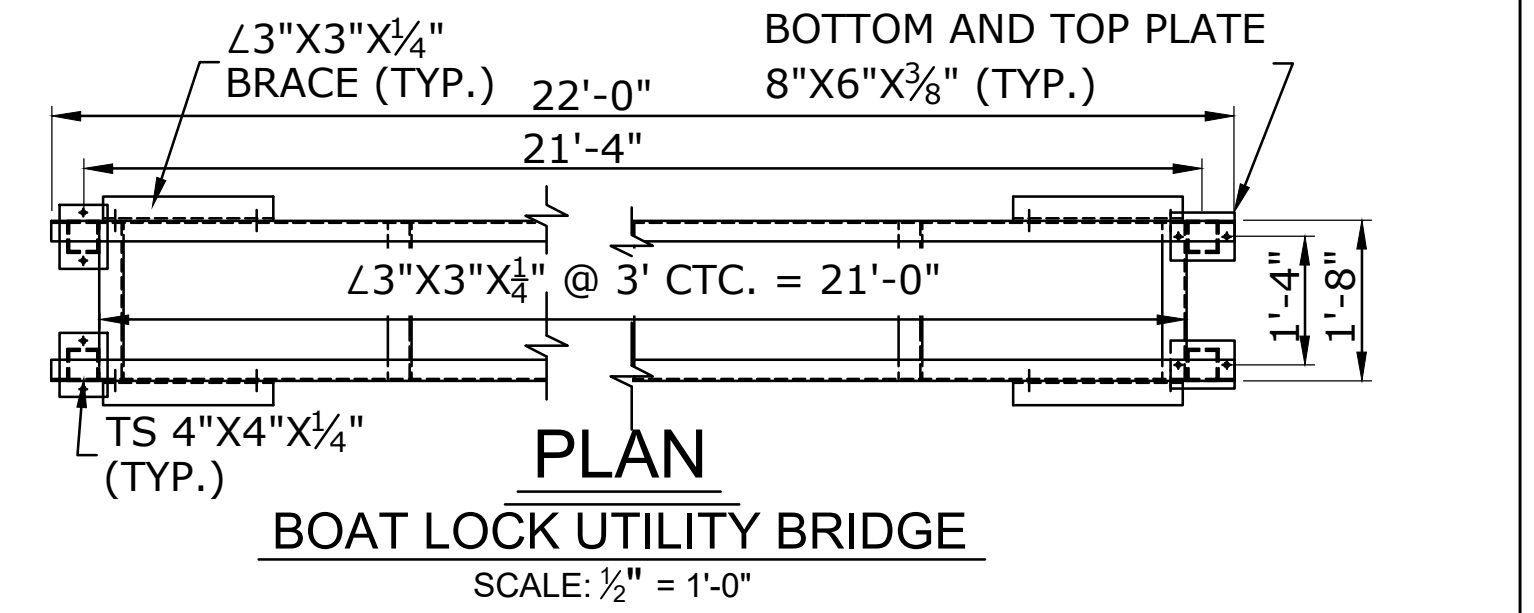 ∠3"X3"X¼"
BRACE (TYP.)
BOTTOM AND TOP PLATE
8"X6"X⅜" (TYP.)
22'-0"
21'-4"
∠3"X3"X¼" @ 3' CTC. = 21'-0"
1'-4"
1'-8"
TS 4"X4"X¼"
(TYP.)
PLAN
BOAT LOCK UTILITY BRIDGE
SCALE: ½" = 1'-0"